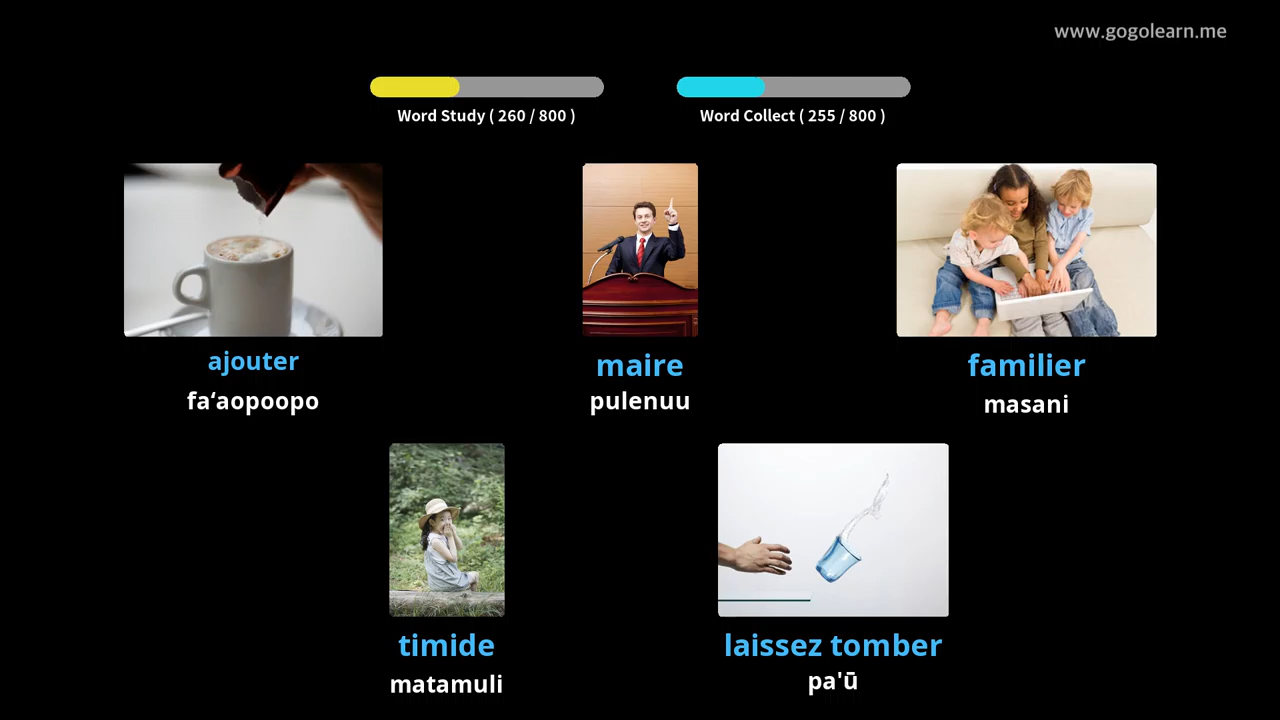 www.gogolearn.me
Word Study ( 260 / 800 )
Word Collect ( 255 / 800 )
ajouter
fa‘aopoopo
maire
pulenuu
familier
masani
timide
matamuli
laissez tomber
pa'ū